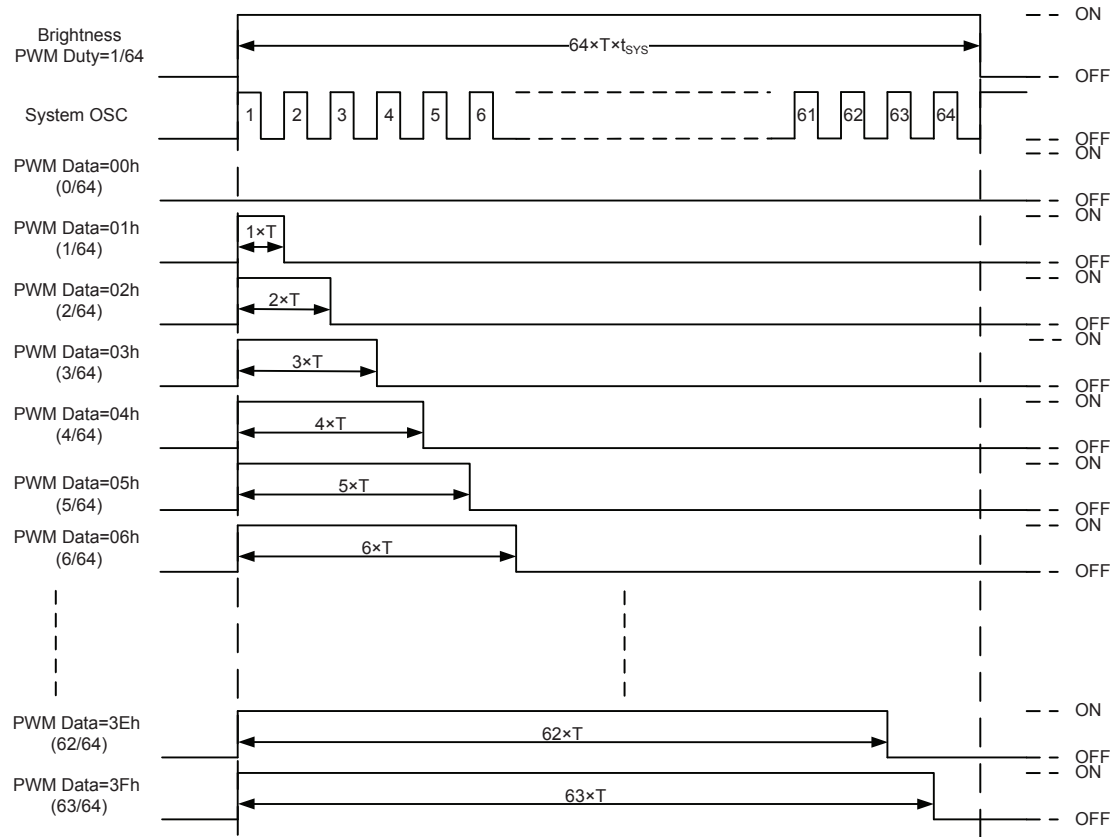 Brightness
PWM Duty=1/64
64×T×tSYS
ON
OFF
System OSC
1 2 3 4 5 6 61 62 63 64
OFF
PWM Data=00h
(0/64)
ON
OFF
PWM Data=01h
(1/64)
1×T
ON
OFF
PWM Data=02h
(2/64)
2×T
ON
OFF
PWM Data=03h
(3/64)
3×T
ON
OFF
PWM Data=04h
(4/64)
4×T
ON
OFF
PWM Data=05h
(5/64)
5×T
ON
OFF
PWM Data=06h
(6/64)
6×T
ON
OFF
PWM Data=3Eh
(62/64)
62×T
ON
OFF
PWM Data=3Fh
(63/64)
63×T
ON
OFF